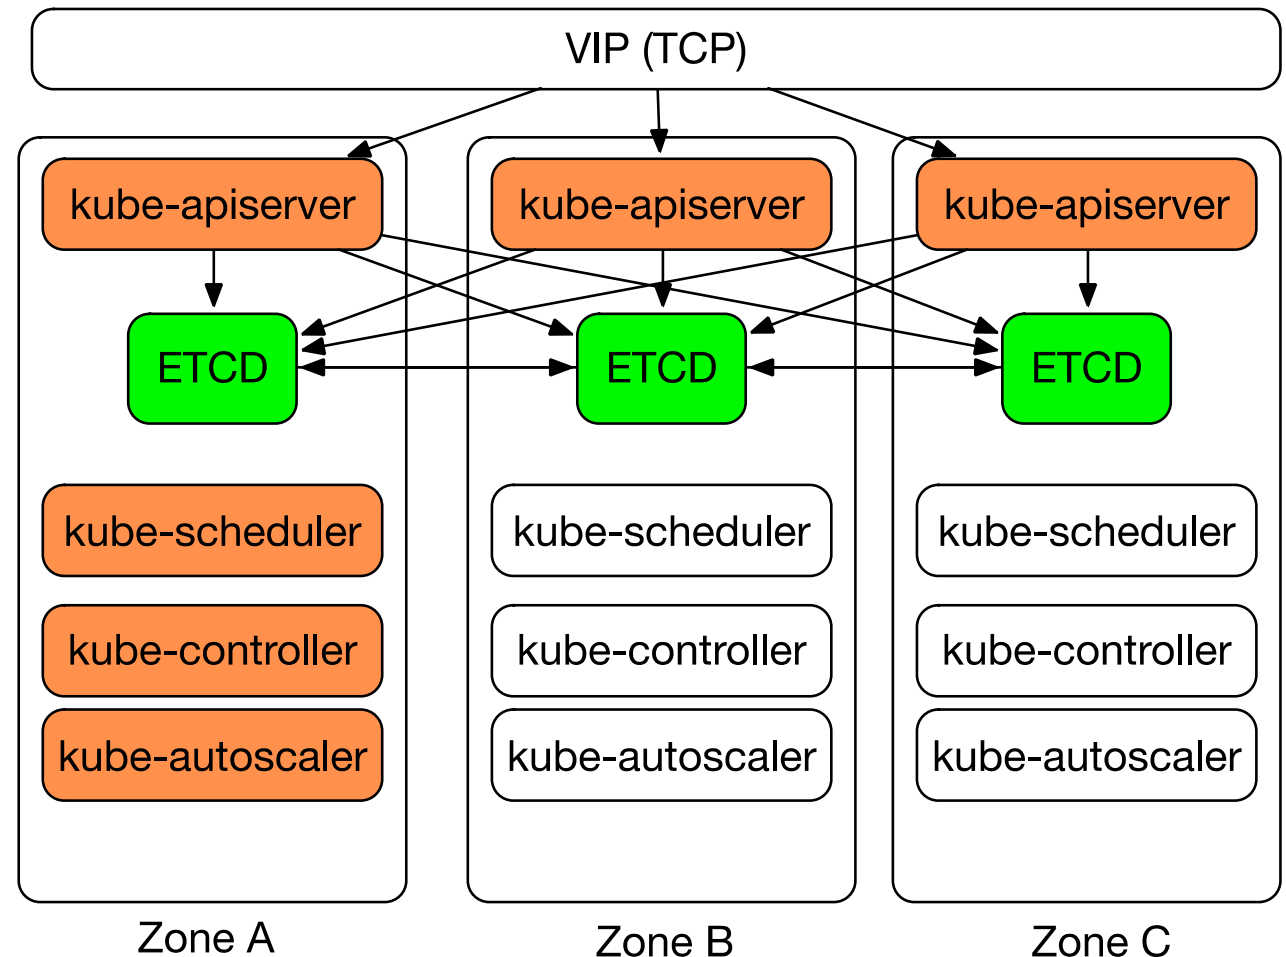 VIP (TCP)
kube-apiserver
kube-apiserver
kube-apiserver
ETCD
ETCD
ETCD
kube-scheduler
kube-scheduler
kube-scheduler
kube-controller
kube-controller
kube-controller
kube-autoscaler
kube-autoscaler
kube-autoscaler
Zone A
Zone B
Zone C